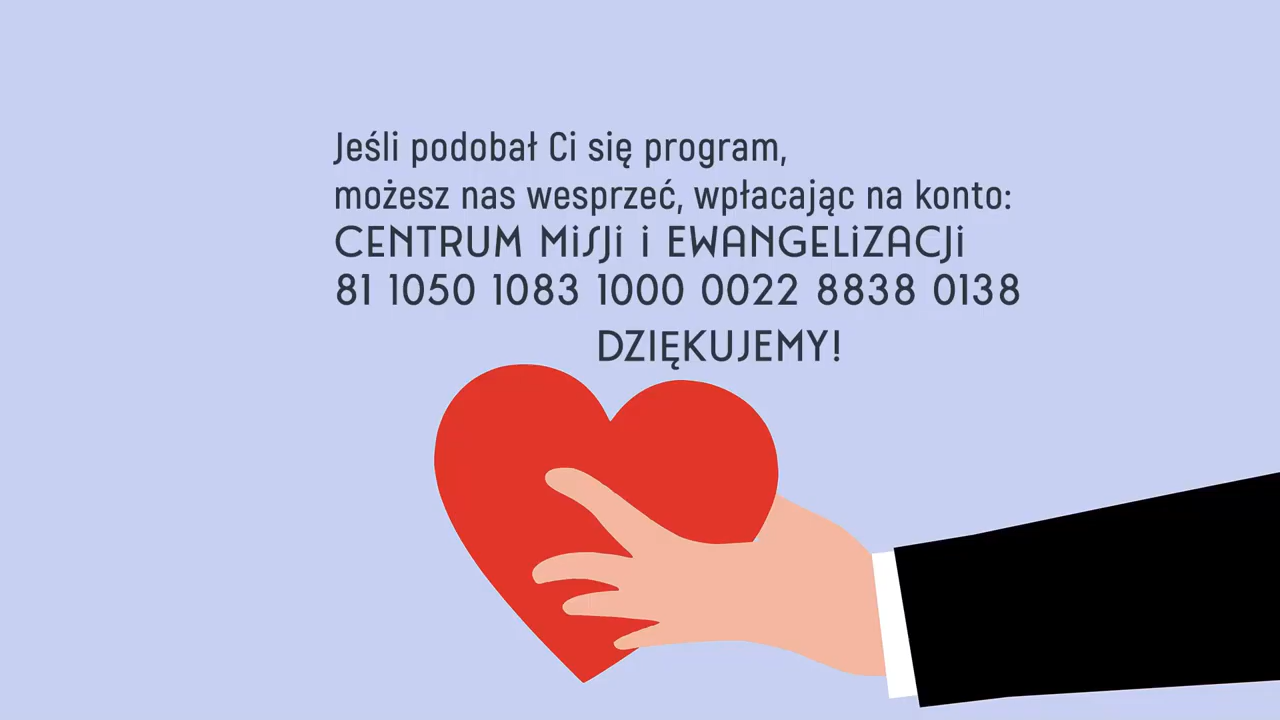 Jeśli podobał Ci się program,
możesz nas wesprzeć, wpłacając na konto:
CENTRUM MiSJi i EWANGELiZACJi
81 1050 1083 1000 0022 8838 0138
DZIĘKUJEMY!